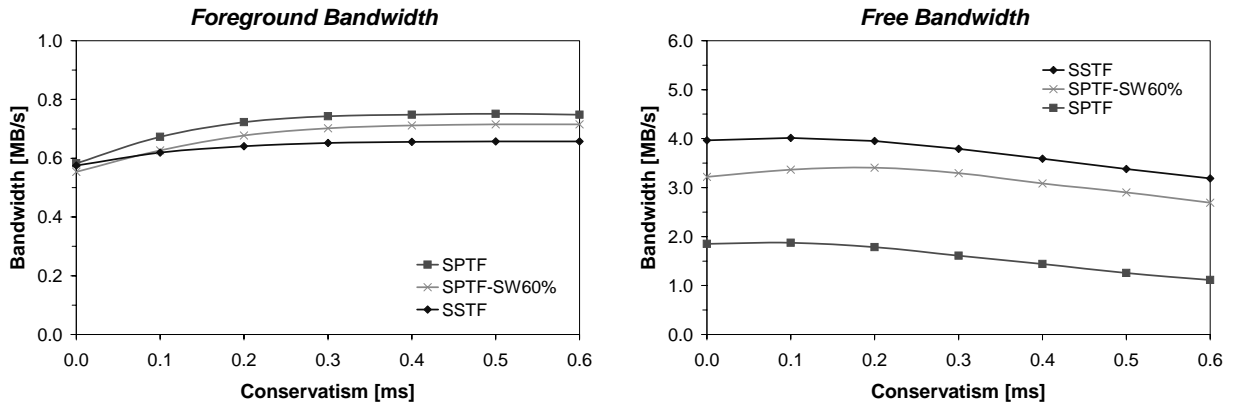 Foreground Bandwidth
1.0
0.8
0.6
0.4
0.2
0.0
Bandwidth [MB/s]
SPTF
SPTF-SW60%
SSTF
0.0 0.1 0.2 0.3 0.4 0.5 0.6
Conservatism [ms]
Free Bandwidth
6.0
5.0
4.0
3.0
2.0
1.0
0.0
Bandwidth [MB/s]
SSTF
SPTF-SW60%
SPTF
0.0 0.1 0.2 0.3 0.4 0.5 0.6
Conservatism [ms]